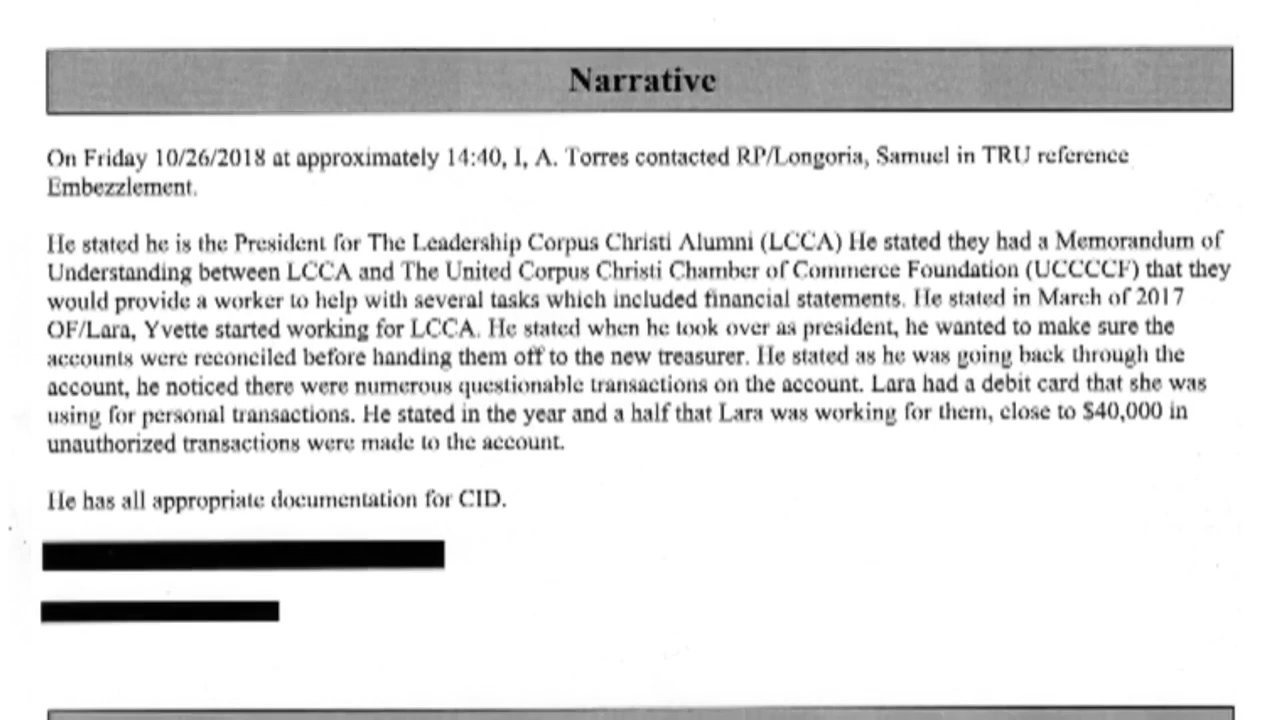 Narrative
On Friday 10/26/2018 at approximately 14:40, I, A. Torres contacted RP/Longoria, Samuel in TRU reference
Embezzlement.
He stated he is the President for The Leadership Corpus Christi Alumni (LCCA) He stated they had a Memorandum of
Understanding between LCCA and The United Corpus Christi Chamber of Commerce Foundation (UCCCCF) that they
would provide a worker to help with several tasks which included financial statements. He stated in March of 2017
OF/Lara, Yvette started working for LCCA. He stated when he took over as president, he wanted to make sure the
accounts were reconciled before handing them off to the new treasurer. He stated as he was going back through the
account, he noticed there were numerous questionable transactions on the account. Lara had a debit card that she was
using for personal transactions. He stated in the year and a half that Lara was working for them, close to $40,000 in
unauthorized transactions were made to the account.
He has all appropriate documentation for CID.